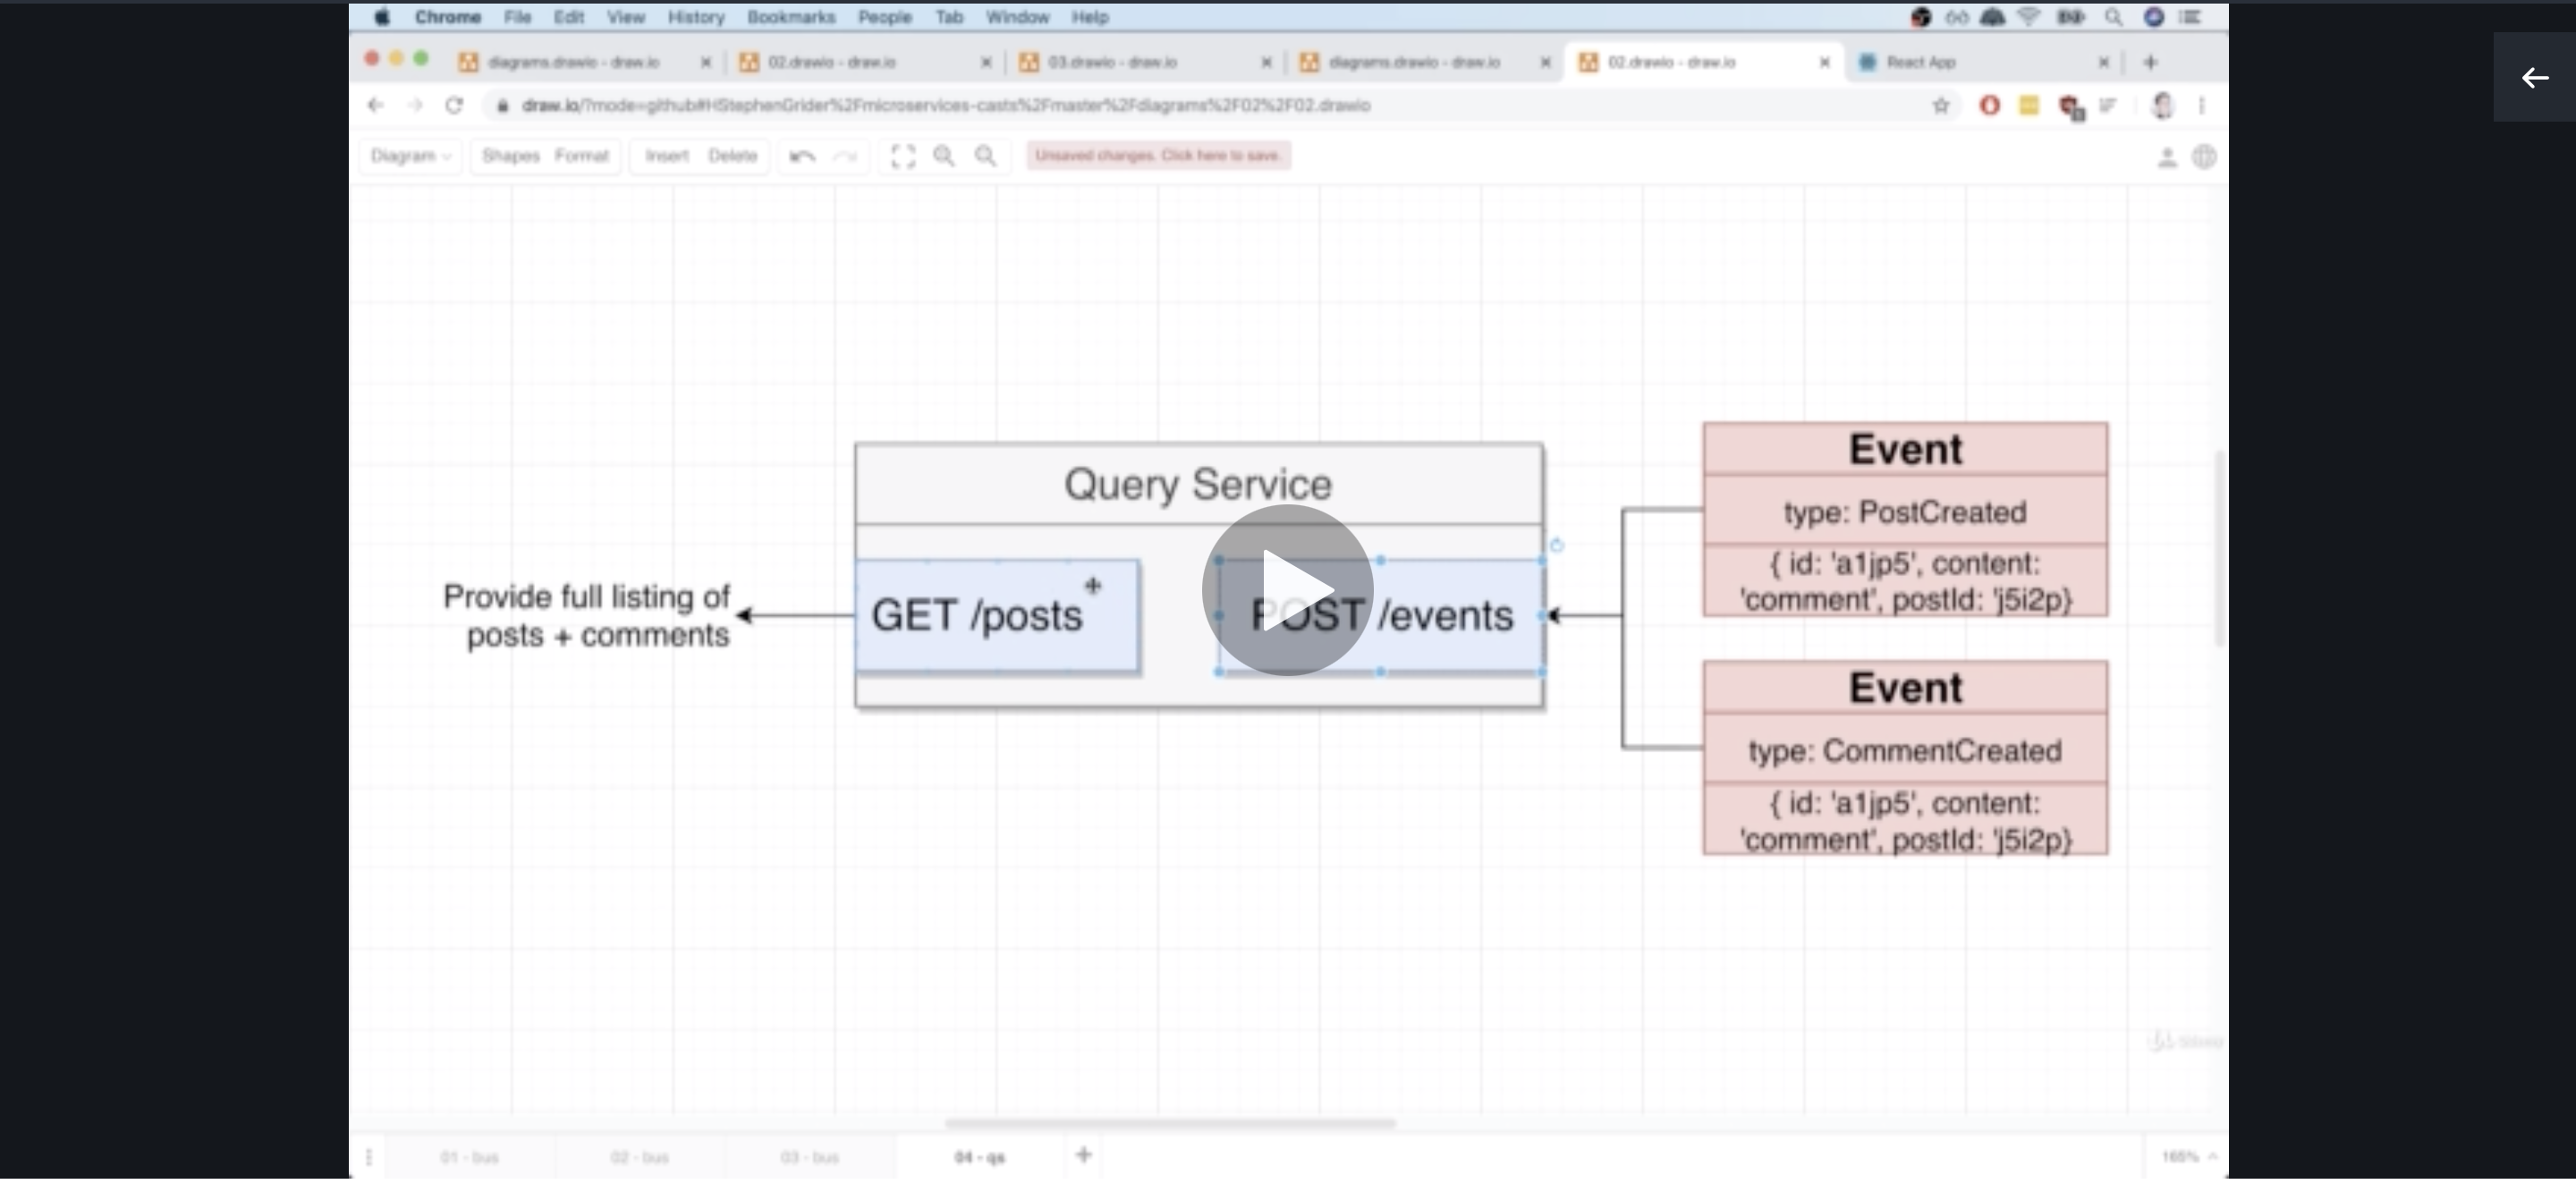 Chrome File Edit View History Bookmarks People Tab Window Help
diagrams.drawio - draw.io
02.drawio - draw.io
03.drawio - draw.io
diagrams.drawio - draw.io
02.drawio - draw.io
React App
draw.io/?mode=github#HStephenGrider%2Fmicroservices-casts%2Fmaster%2Fdiagrams%2F02%2F02.drawio
Diagram Shapes Format Insert Delete Unsaved changes. Click here to save.
Query Service
Provide full listing of
posts + comments
GET /posts
POST /events
Event
type: PostCreated
{ id: 'a1jp5', content:
'comment', postId: 'j5i2p}
Event
type: CommentCreated
{ id: 'a1jp5', content:
'comment', postId: 'j5i2p}
01 - bus
02 - bus
03 - bus
04 - qs
165%